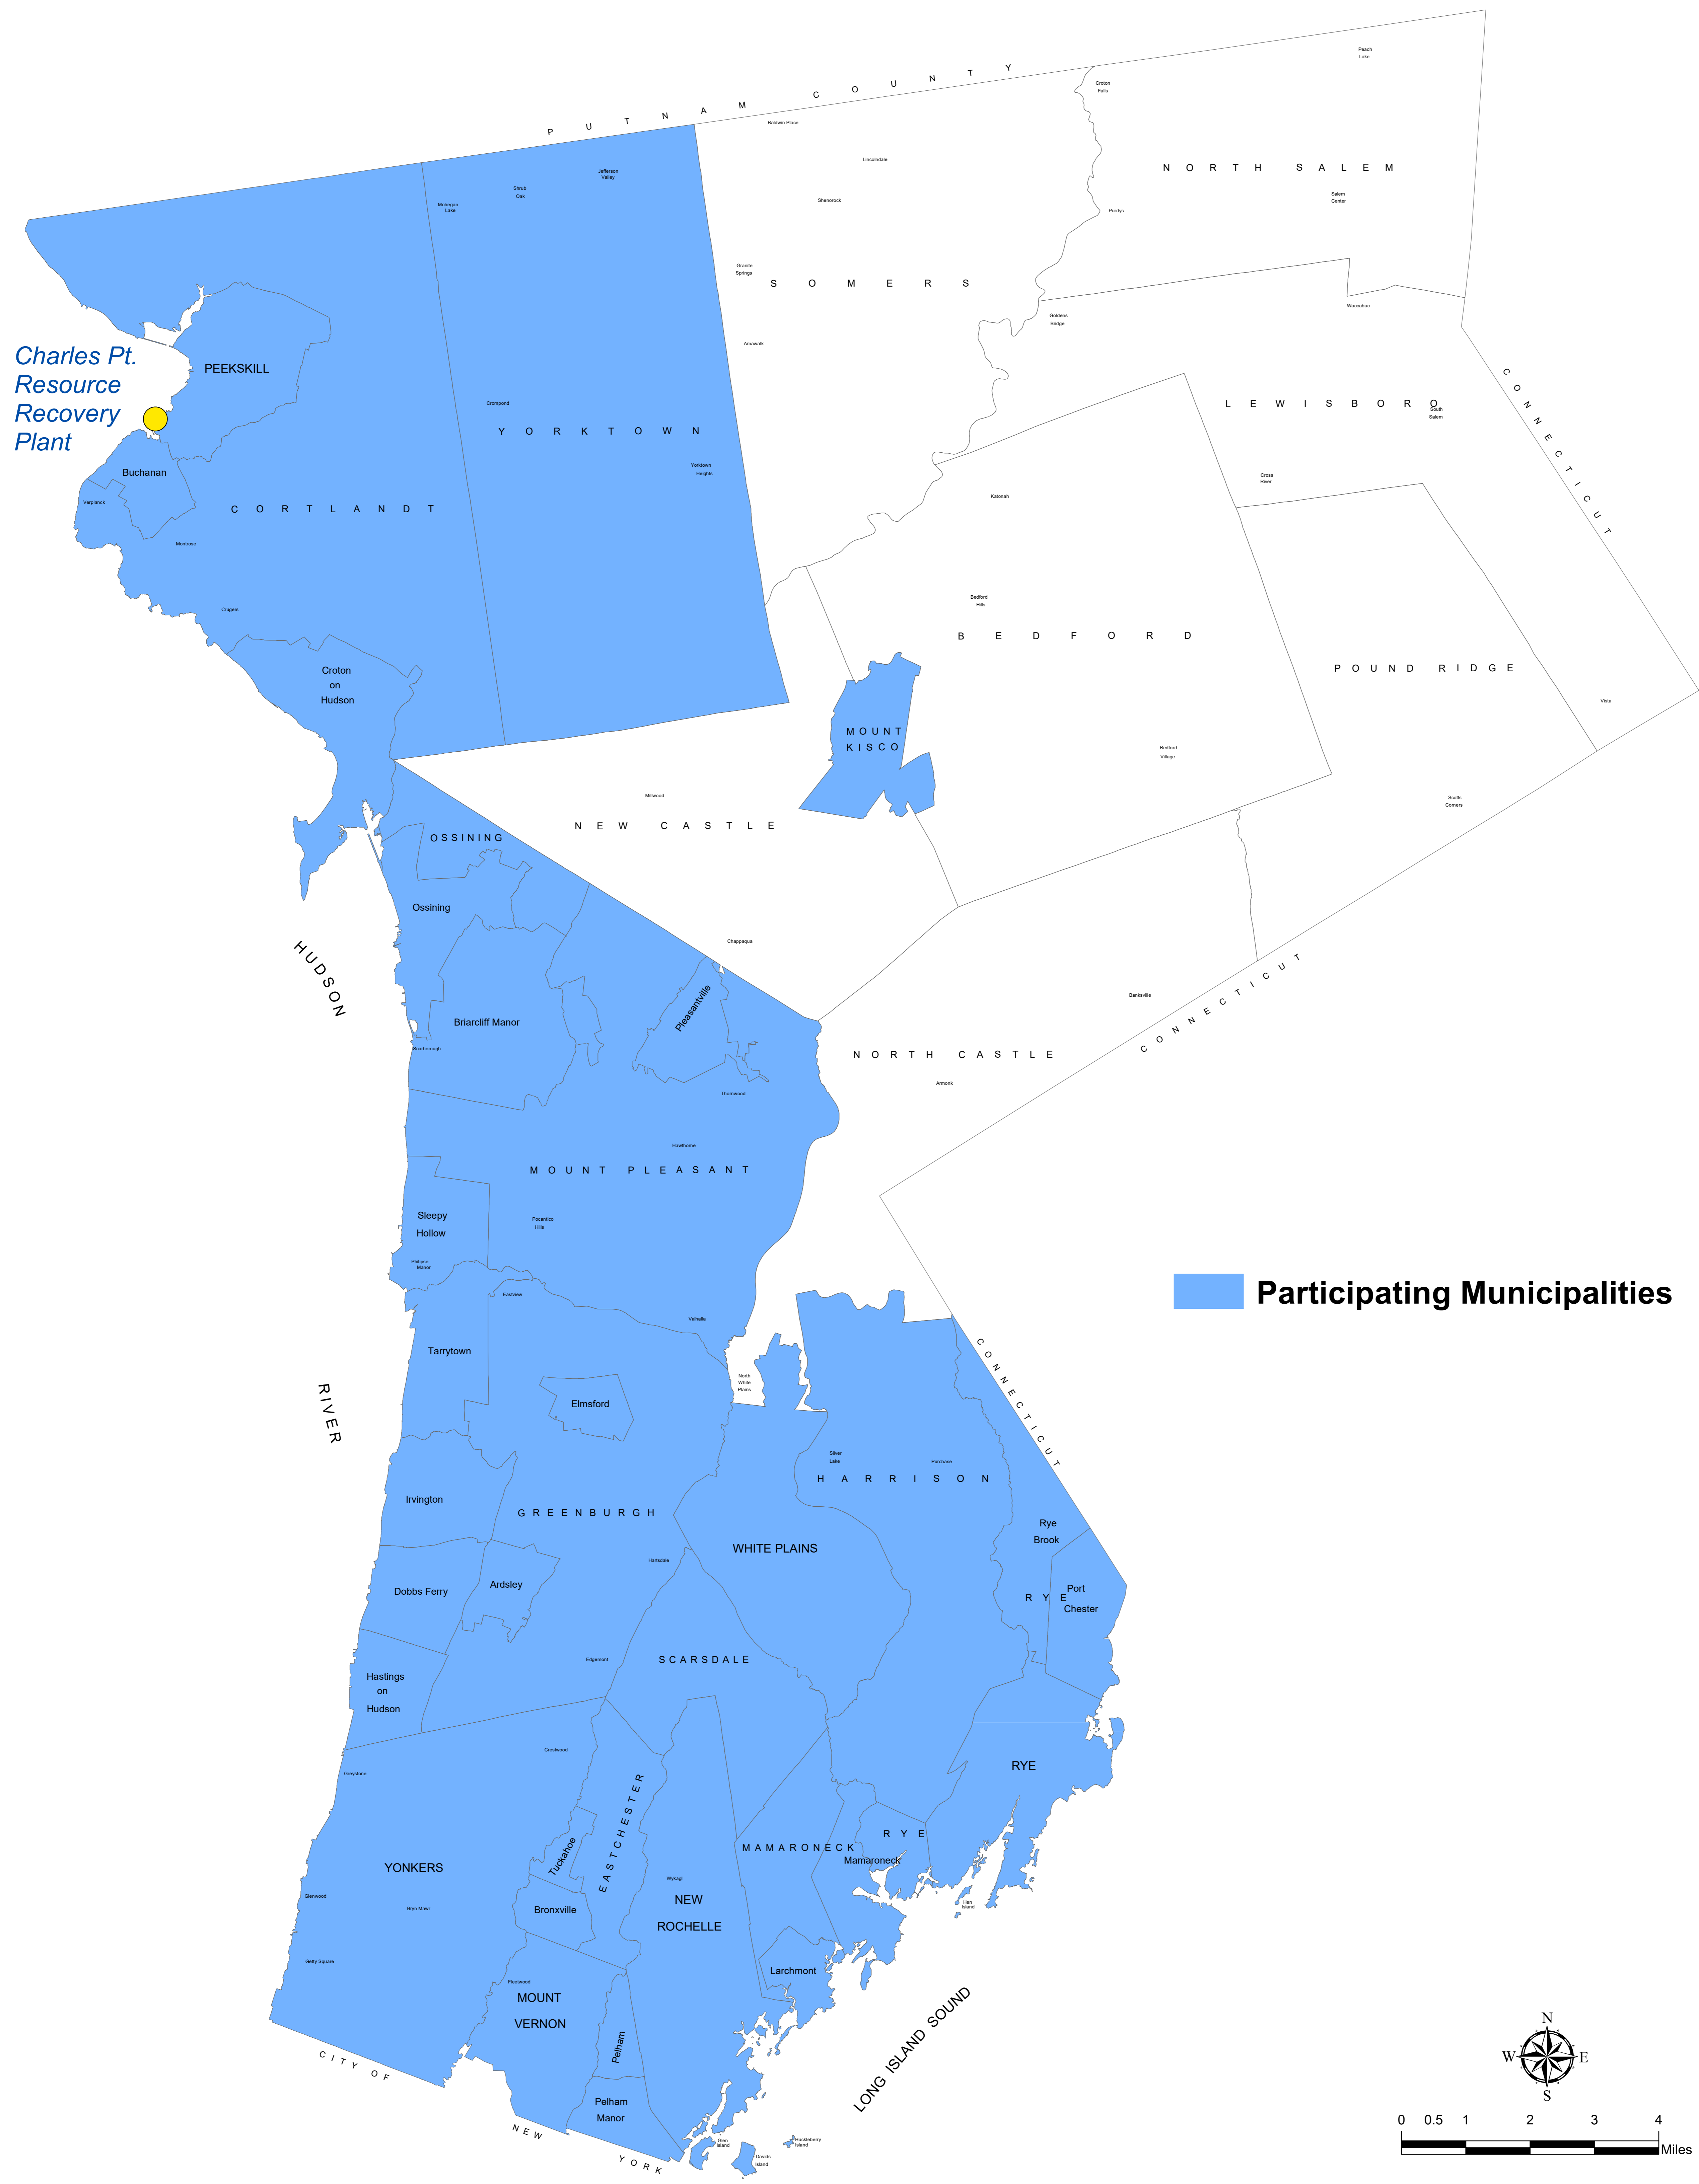 PUTNAM COUNTY
Peach
Lake
Croton
Falls
Baldwin Place
Lincolndale
NORTH SALEM
Jefferson
Valley
Shrub
Oak
Mohegan
Lake
Shenorock
Salem
Center
Purdys
Granite
Springs
SOMERS
Waccabuc
Goldens
Bridge
Amawalk
Charles Pt.
Resource
Recovery
Plant
PEEKSKILL
CONNECTICUT
Crompond
LEWISBORO
South
Salem
YORKTOWN
Yorktown
Heights
Buchanan
Cross
River
Katonah
Verplanck
CORTLANDT
Montrose
Bedford
Hills
Crugers
BEDFORD
POUND RIDGE
Croton
on
Hudson
Vista
MOUNT
KISCO
Bedford
Village
Millwood
Scotts
Corners
NEW CASTLE
OSSINING
Ossining
HUDSON
Chappaqua
CONNECTICUT
Banksville
Pleasantville
Briarcliff Manor
Scarborough
NORTH CASTLE
Armonk
Thornwood
Hawthorne
MOUNT PLEASANT
Sleepy
Hollow
Pocantico
Hills
Philipse
Manor
Eastview
Participating Municipalities
Valhalla
Tarrytown
CONNECTICUT
North
White
Plains
RIVER
Elmsford
Silver
Lake
Purchase
HARRISON
Irvington
GREENBURGH
Rye
Brook
WHITE PLAINS
Hartsdale
Ardsley
Dobbs Ferry
RYE
Port
Chester
Edgemont
SCARSDALE
Hastings
on
Hudson
Crestwood
Greystone
RYE
EASTCHESTER
RYE
MAMARONECK
Mamaroneck
Tuckahoe
YONKERS
Wykagl
Glenwood
NEW
ROCHELLE
Bryn Mawr
Bronxville
Hen
Island
Getty Square
Larchmont
Fleetwood
MOUNT
VERNON
LONG ISLAND SOUND
Pelham
CITY OF
NEW
YORK
Pelham
Manor
Glen
Island
Huckleberry
Island
Davids
Island
N
W
E
S
0 0.5 1 2 3 4
Miles